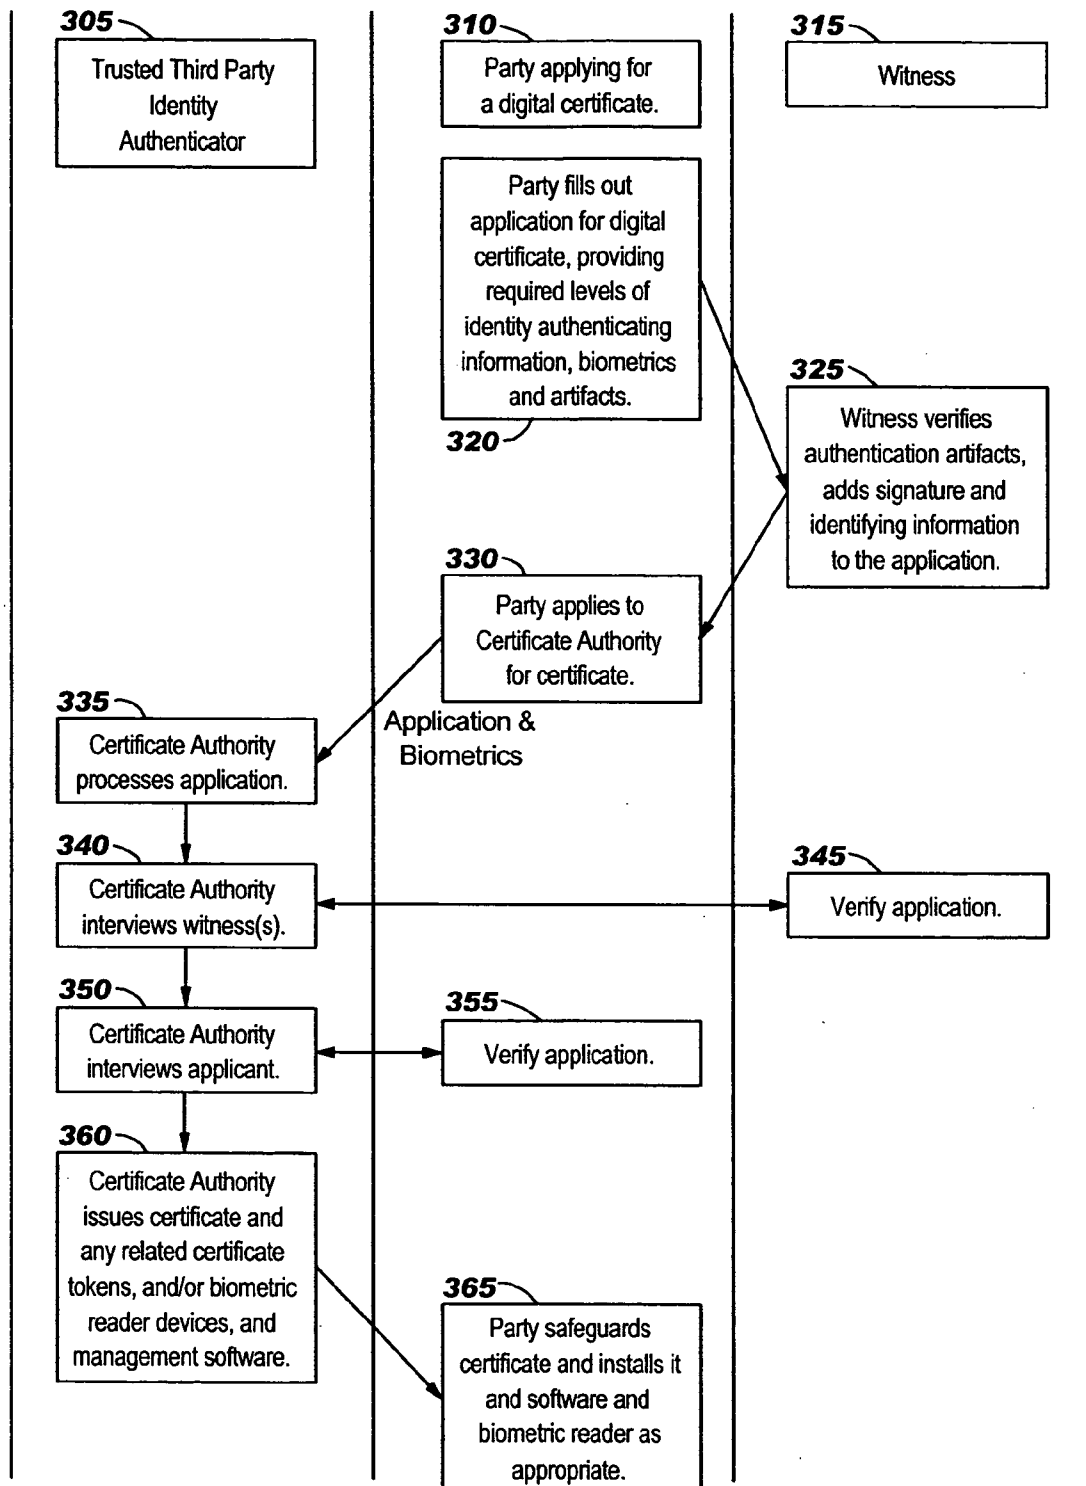 305
Trusted Third Party
Identity
Authenticator
310
Party applying for
a digital certificate.
315
Witness
Party fills out
application for digital
certificate, providing
required levels of
identity authenticating
information, biometrics
and artifacts.
320
325
Witness verifies
authentication artifacts,
adds signature and
identifying information
to the application.
330
Party applies to
Certificate Authority
for certificate.
Application &
Biometrics
335
Certificate Authority
processes application.
340
Certificate Authority
interviews witness(s).
345
Verify application.
350
Certificate Authority
interviews applicant.
355
Verify application.
360
Certificate Authority
issues certificate and
any related certificate
tokens, and/or biometric
reader devices, and
management software.
365
Party safeguards
certificate and installs it
and software and
biometric reader as
appropriate.